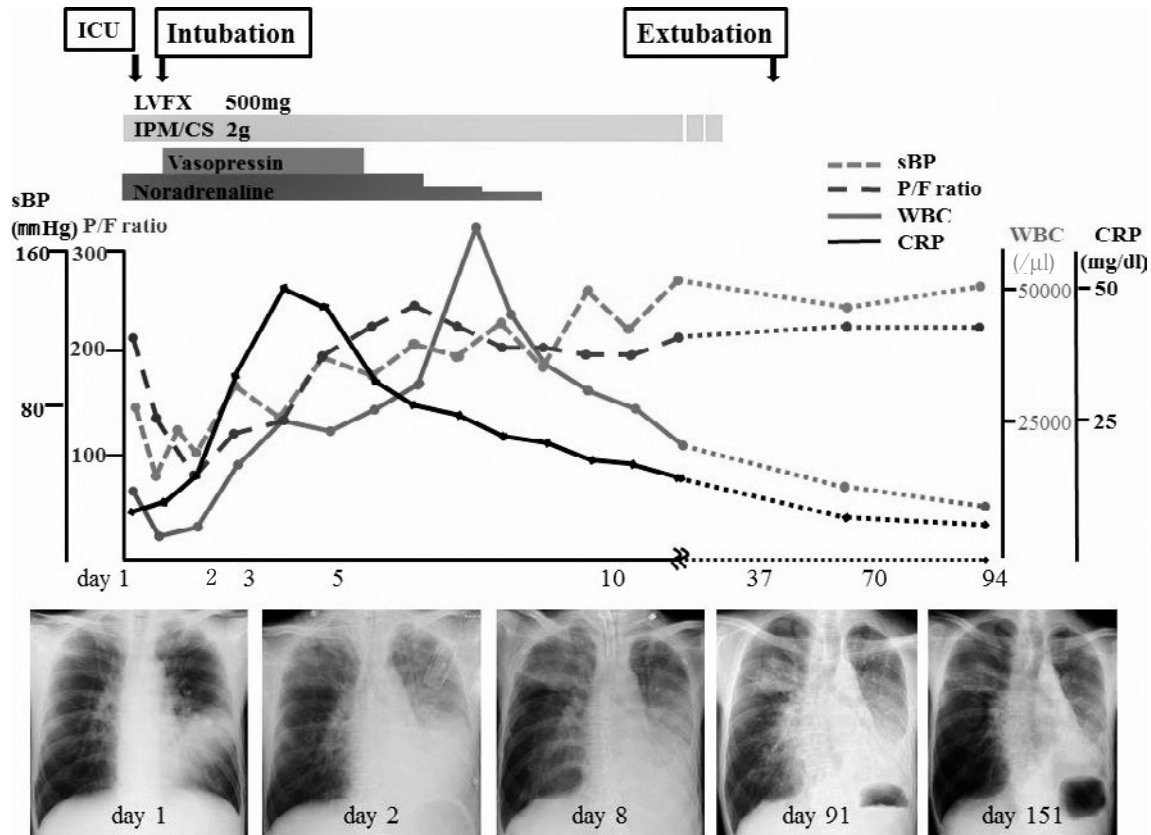 ICU
Intubation
Extubation
LVFX 500mg
IPM/CS 2g
Vasopressin
Noradrenaline
sBP
(mmHg)
P/F ratio
160
80
300
200
100
sBP
P/F ratio
WBC
CRP
WBC
(/μl)
50000
25000
CRP
(mg/dl)
50
25
day 1 2 3 5 10 37 70 94
day 1
day 2
day 8
day 91
day 151